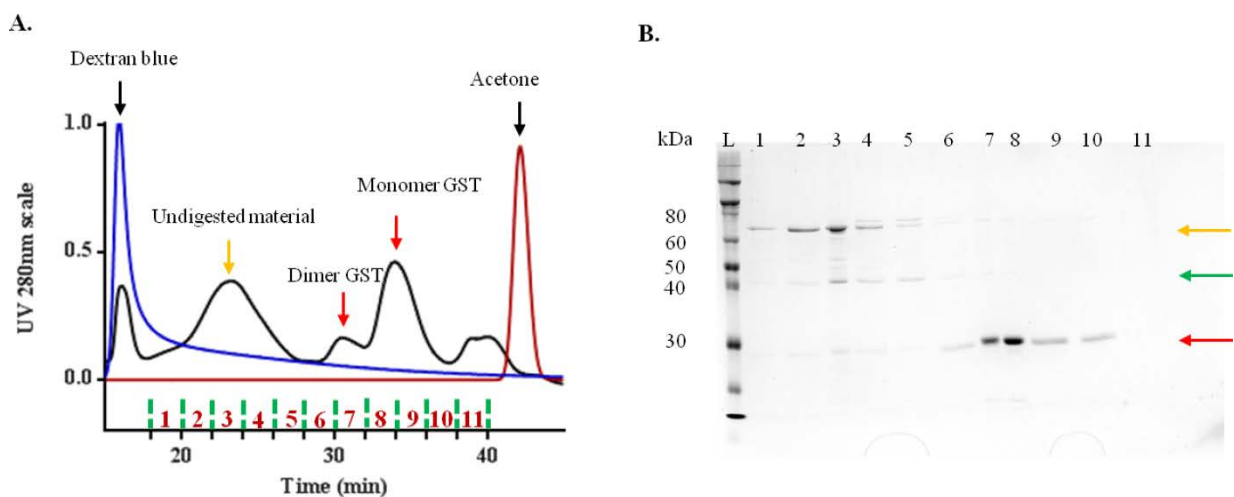 A.
Dextran blue
Acetone
Undigested material
Monomer GST
Dimer GST
UV 280nm scale
1.0
0.5
0.0
1 2 3 4 5 6 7 8 9 10 11
20 30 40
Time (min)
B.
kDa L 1 2 3 4 5 6 7 8 9 10 11
80
60
50
40
30